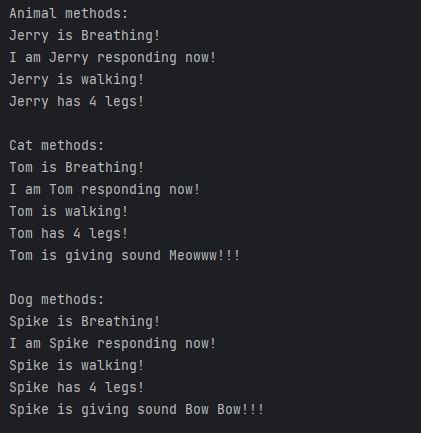 Animal methods:
Jerry is Breathing!
I am Jerry responding now!
Jerry is walking!
Jerry has 4 legs!
Cat methods:
Tom is Breathing!
I am Tom responding now!
Tom is walking!
Tom has 4 legs!
Tom is giving sound Meowww!!!
Dog methods:
Spike is Breathing!
I am Spike responding now!
Spike is walking!
Spike has 4 legs!
Spike is giving sound Bow Bow!!!